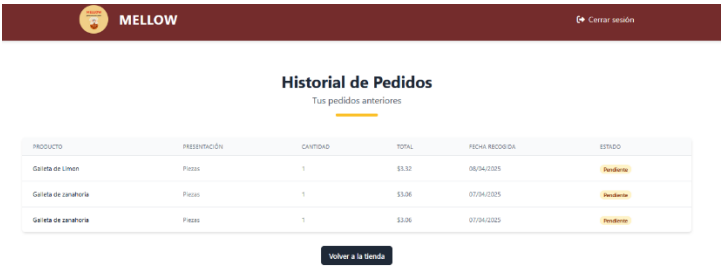 MELLOW
Cerrar sesión
Historial de Pedidos
Tus pedidos anteriores
PRODUCTO PRESENTACIÓN CANTIDAD TOTAL FECHA RECOGIDA ESTADO
Galleta de Limon Piezas 1 $3.32 08/04/2025 Pendiente
Galleta de zanahoria Piezas 1 $3.06 07/04/2025 Pendiente
Galleta de zanahoria Piezas 1 $3.06 07/04/2025 Pendiente
Volver a la tienda